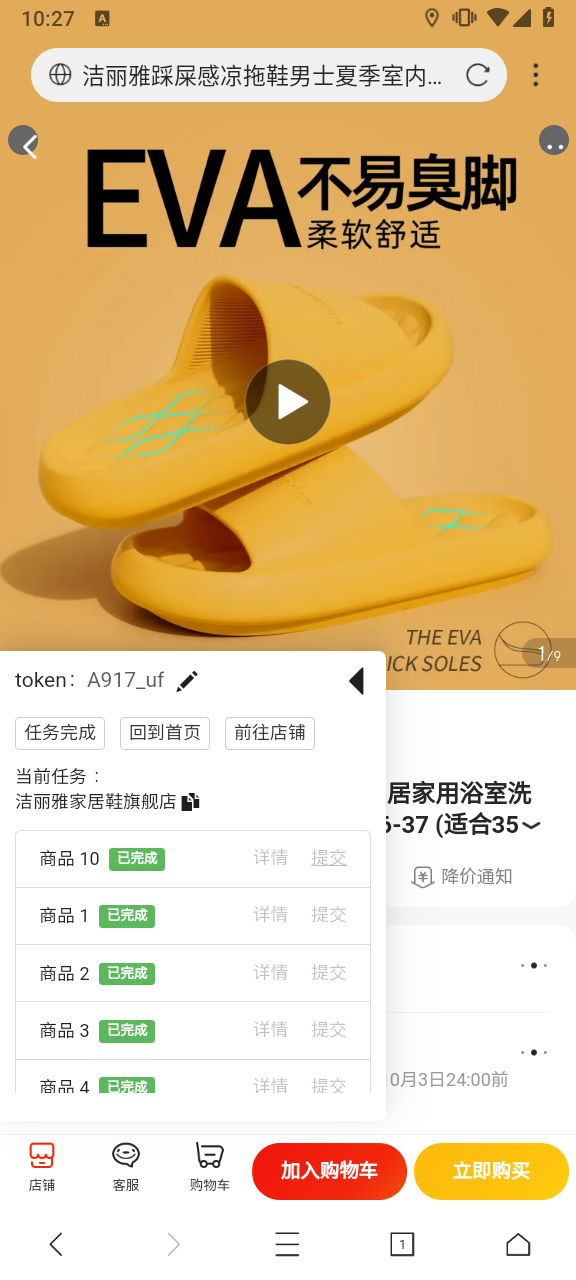 10:27
A
洁丽雅踩屎感凉拖鞋男士夏季室内...
EVA不易臭脚
柔软舒适
THE EVA
ICK SOLES
1/9
token： A917_uf
任务完成 回到首页 前往店铺
当前任务：
洁丽雅家居鞋旗舰店
居家用浴室洗
6-37 (适合35
降价通知
商品 10 已完成 详情 提交
商品 1 已完成 详情 提交
商品 2 已完成 详情 提交
商品 3 已完成 详情 提交
商品 4 已完成 详情 提交
0月3日24:00前
店铺 客服 购物车 加入购物车 立即购买
1